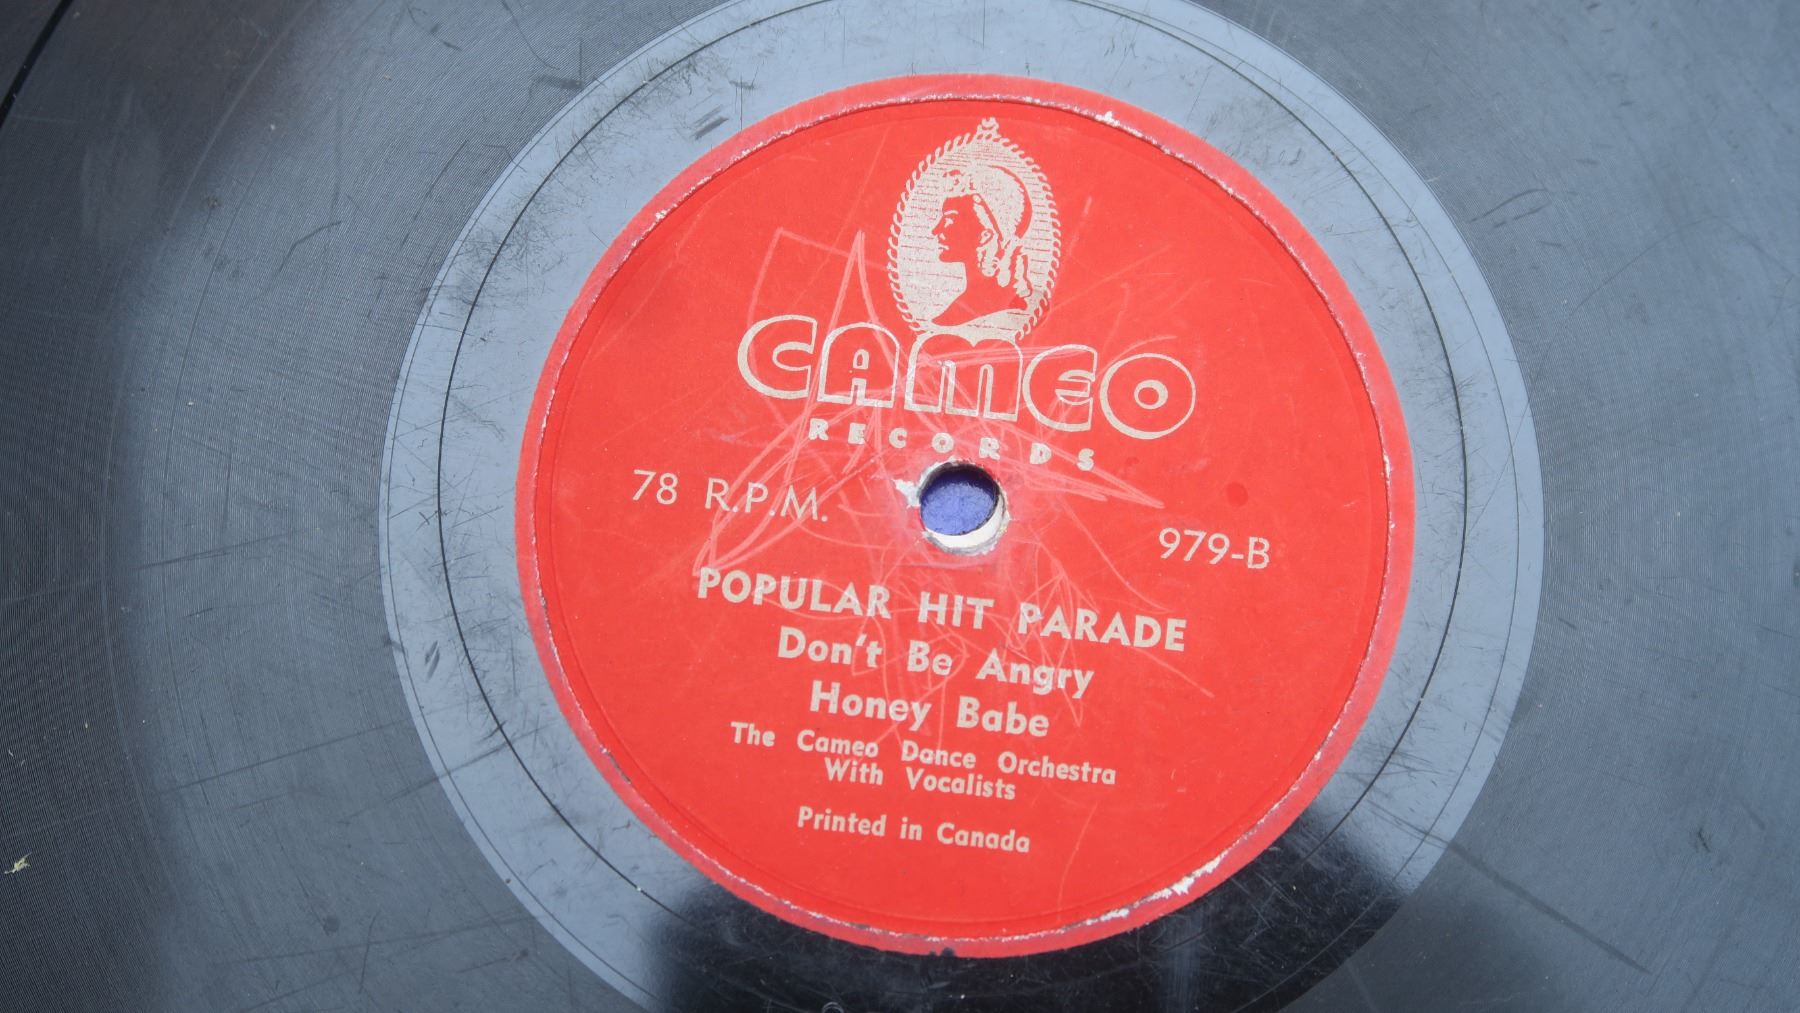 CAMEO
RECORDS
78 R.P.M.
979-B
POPULAR HIT PARADE
Don't Be Angry
Honey Babe
The Cameo Dance Orchestra
With Vocalists
Printed in Canada